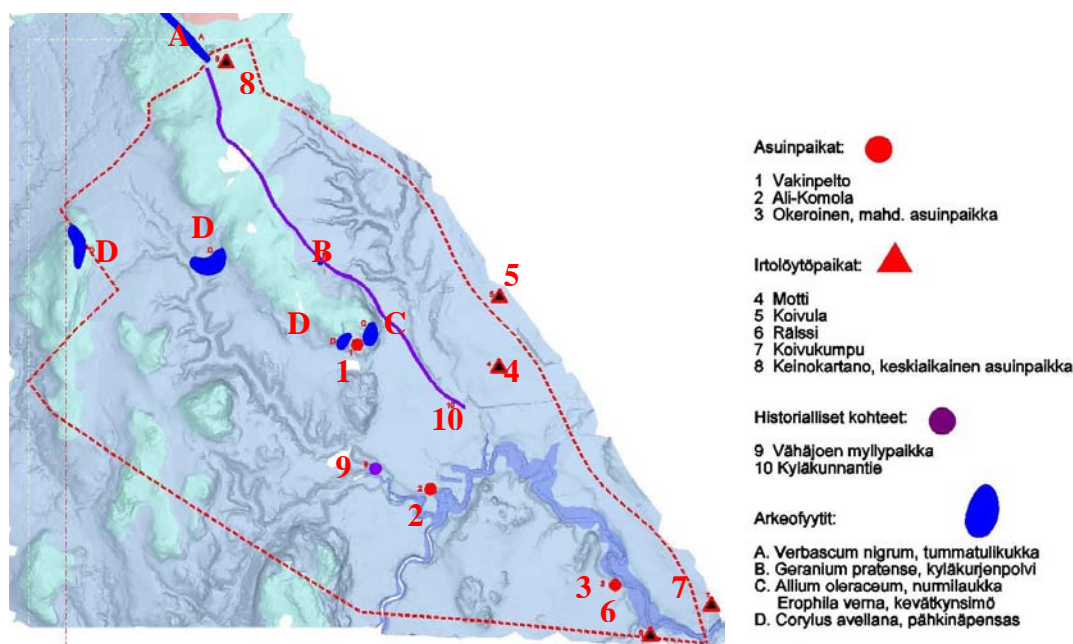 A
8
D
D
B
5
D
C
1
4
10
9
2
3
6
7
Asuinpaikat:
1 Vakinpelto
2 Ali-Komola
3 Okeroinen, mahd. asuinpaikka
Irtolöytöpaikat:
4 Motti
5 Koivula
6 Rälssi
7 Koivukumpu
8 Keinokartano, keskiaikainen asuinpaikka
Historialliset kohteet:
9 Vähäjoen myllypaikka
10 Kyläkunnantie
Arkeofyytit:
A. Verbascum nigrum, tummatulikukka
B. Geranium pratense, kyläkurjenpolvi
C. Allium oleraceum, nurmilaukka
Erophila verna, kevätkynsimö
D. Corylus avellana, pähkinäpensas